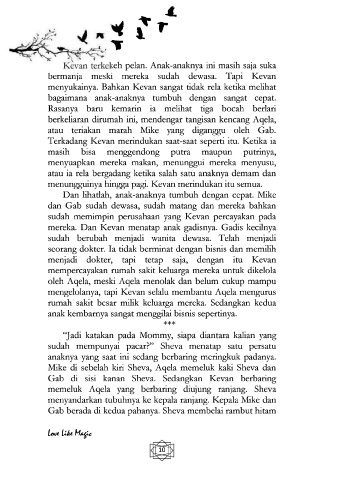 Kevan terkekeh pelan. Anak-anaknya ini masih saja suka
bermanja meski mereka sudah dewasa. Tapi Kevan
menyukainya. Bahkan Kevan sangat tidak rela ketika melihat
bagaimana anak-anaknya tumbuh dengan sangat cepat.
Rasanya baru kemarin ia melihat tiga bocah berlari
berkeliaran dirumah ini, mendengar tangisan kencang Aqela,
atau teriakan marah Mike yang diganggu oleh Gab.
Terkadang Kevan merindukan saat-saat seperti itu. Ketika ia
masih bisa menggendong putra maupun putrinya,
menyuapkan mereka makan, menunggui mereka menyusu,
atau ia rela bergadang ketika salah satu anaknya demam dan
menungguinya hingga pagi. Kevan merindukan itu semua.
Dan lihatlah, anak-anaknya tumbuh dengan cepat. Mike
dan Gab sudah dewasa, sudah matang dan mereka bahkan
sudah memimpin perusahaan yang Kevan percayakan pada
mereka. Dan Kevan menatap anak gadisnya. Gadis kecilnya
sudah berubah menjadi wanita dewasa. Telah menjadi
seorang dokter. Ia tidak berminat dengan bisnis dan memilih
menjadi dokter, tapi tetap saja, dengan itu Kevan
mempercayakan rumah sakit keluarga mereka untuk dikelola
oleh Aqela, meski Aqela menolak dan belum cukup mampu
mengelolanya, tapi Kevan selalu membantu Aqela mengurus
rumah sakit besar milik keluarga mereka. Sedangkan kedua
anak kembarnya sangat menggilai bisnis sepertinya.
***
“Jadi katakan pada Mommy, siapa diantara kalian yang
sudah mempunyai pacar?” Sheva menatap satu persatu
anaknya yang saat ini sedang berbaring meringkuk padanya.
Mike di sebelah kiri Sheva, Aqela memeluk kaki Sheva dan
Gab di sisi kanan Sheva. Sedangkan Kevan berbaring
memeluk Aqela yang berbaring diujung ranjang. Sheva
menyandarkan tubuhnya ke kepala ranjang. Kepala Mike dan
Gab berada di kedua pahanya. Sheva membelai rambut hitam
Love Like Magic
10